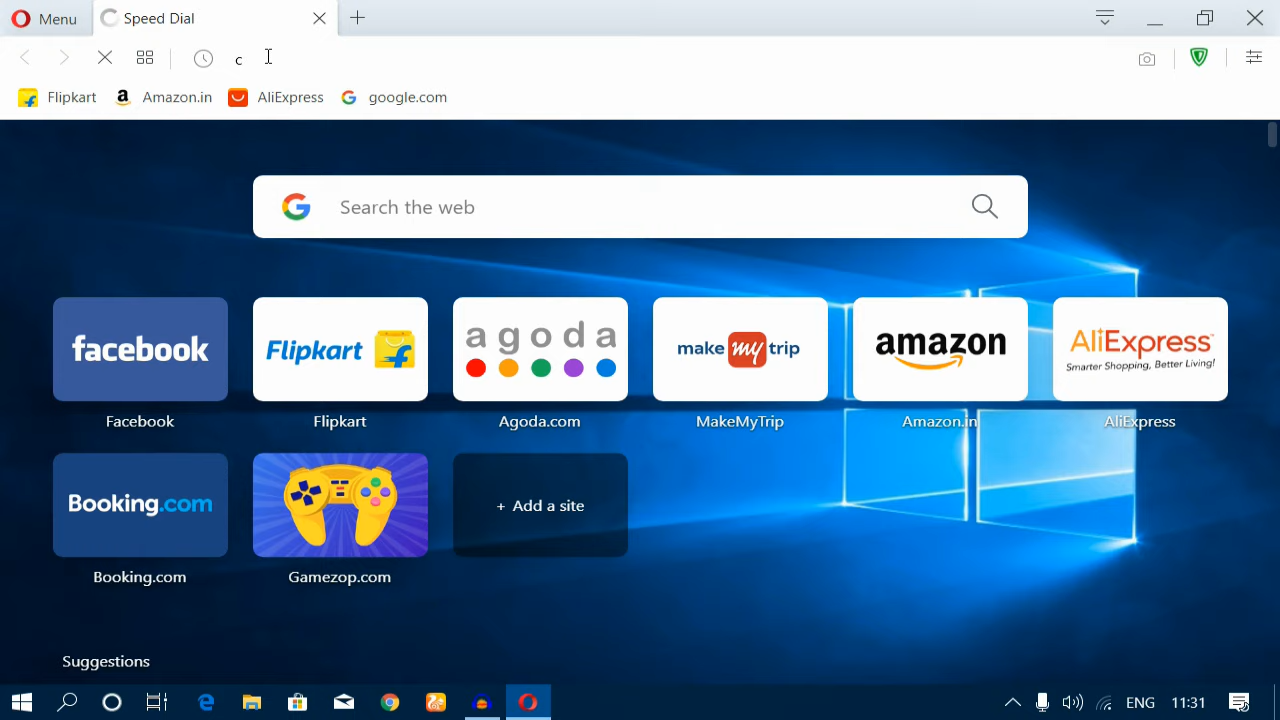 Menu
Speed Dial
c
Flipkart
Amazon.in
AliExpress
google.com
Search the web
facebook
Flipkart
agoda
make my trip
amazon
AliExpress
Smarter Shopping, Better Living!
Facebook
Flipkart
Agoda.com
MakeMyTrip
Amazon.in
AliExpress
Booking.com
+ Add a site
Booking.com
Gamezop.com
Suggestions
ENG
11:31